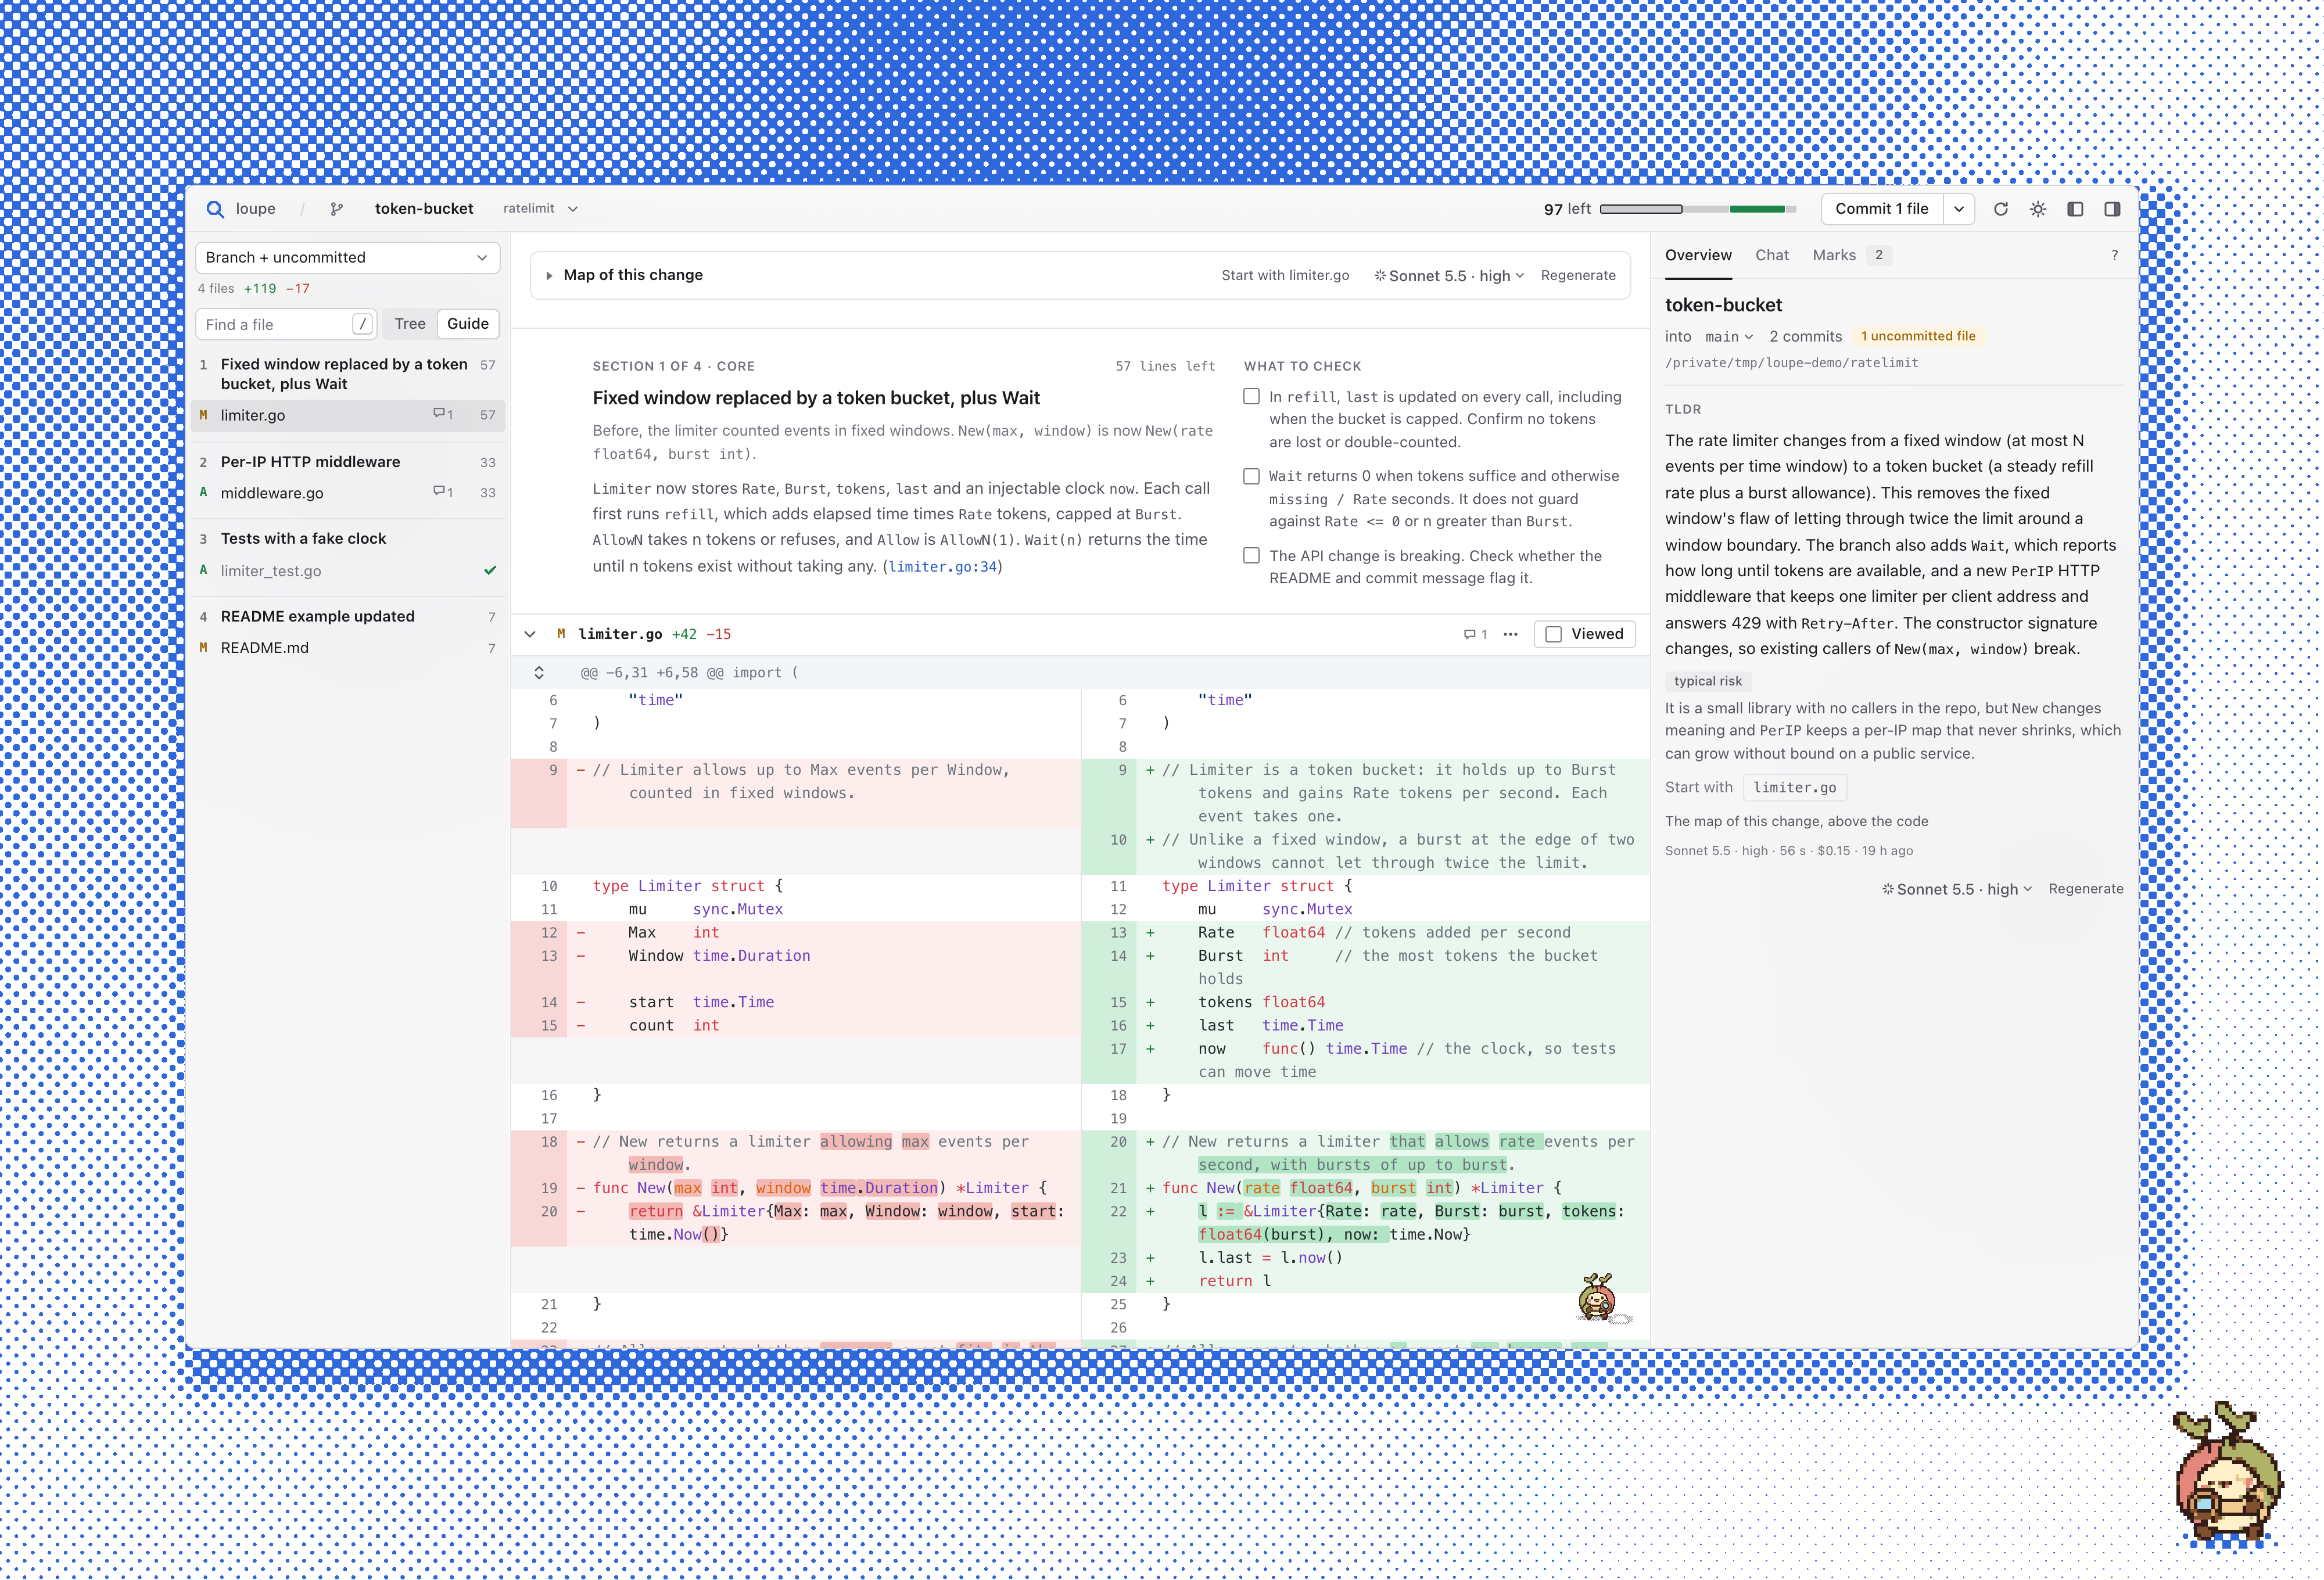 loupe / token-bucket ratelimit
97 left
Commit 1 file
Branch + uncommitted
4 files +119 −17
Find a file /
Tree Guide
1 Fixed window replaced by a token 57
bucket, plus Wait
M limiter.go 1 57
2 Per-IP HTTP middleware 33
A middleware.go 1 33
3 Tests with a fake clock
A limiter_test.go
4 README example updated 7
M README.md 7
Map of this change
Start with limiter.go Sonnet 5.5 · high Regenerate
SECTION 1 OF 4 · CORE 57 lines left
Fixed window replaced by a token bucket, plus Wait
Before, the limiter counted events in fixed windows. New(max, window) is now New(rate
float64, burst int).
Limiter now stores Rate, Burst, tokens, last and an injectable clock now. Each call
first runs refill, which adds elapsed time times Rate tokens, capped at Burst.
AllowN takes n tokens or refuses, and Allow is AllowN(1). Wait(n) returns the time
until n tokens exist without taking any. (limiter.go:34)
WHAT TO CHECK
In refill, last is updated on every call, including
when the bucket is capped. Confirm no tokens
are lost or double-counted.
Wait returns 0 when tokens suffice and otherwise
missing / Rate seconds. It does not guard
against Rate <= 0 or n greater than Burst.
The API change is breaking. Check whether the
README and commit message flag it.
M limiter.go +42 −15
1 ··· Viewed
@@ −6,31 +6,58 @@ import (
6 "time"
7 )
8
9 − // Limiter allows up to Max events per Window,
counted in fixed windows.
10 type Limiter struct {
11 mu sync.Mutex
12 − Max int
13 − Window time.Duration
14 − start time.Time
15 − count int
16 }
17
18 − // New returns a limiter allowing max events per
window.
19 − func New(max int, window time.Duration) *Limiter {
20 − return &Limiter{Max: max, Window: window, start:
time.Now()}
21 }
22
6 "time"
7 )
8
9 + // Limiter is a token bucket: it holds up to Burst
tokens and gains Rate tokens per second. Each
event takes one.
10 + // Unlike a fixed window, a burst at the edge of two
windows cannot let through twice the limit.
11 type Limiter struct {
12 mu sync.Mutex
13 + Rate float64 // tokens added per second
14 + Burst int // the most tokens the bucket
holds
15 + tokens float64
16 + last time.Time
17 + now func() time.Time // the clock, so tests
can move time
18 }
19
20 + // New returns a limiter that allows rate events per
second, with bursts of up to burst.
21 + func New(rate float64, burst int) *Limiter {
22 + l := &Limiter{Rate: rate, Burst: burst, tokens:
float64(burst), now: time.Now}
23 + l.last = l.now()
24 + return l
25 }
26
Overview Chat Marks 2 ?
token-bucket
into main 2 commits 1 uncommitted file
/private/tmp/loupe-demo/ratelimit
TLDR
The rate limiter changes from a fixed window (at most N
events per time window) to a token bucket (a steady refill
rate plus a burst allowance). This removes the fixed
window's flaw of letting through twice the limit around a
window boundary. The branch also adds Wait, which reports
how long until tokens are available, and a new PerIP HTTP
middleware that keeps one limiter per client address and
answers 429 with Retry-After. The constructor signature
changes, so existing callers of New(max, window) break.
typical risk
It is a small library with no callers in the repo, but New changes
meaning and PerIP keeps a per-IP map that never shrinks, which
can grow without bound on a public service.
Start with limiter.go
The map of this change, above the code
Sonnet 5.5 · high · 56 s · $0.15 · 19 h ago
Sonnet 5.5 · high Regenerate